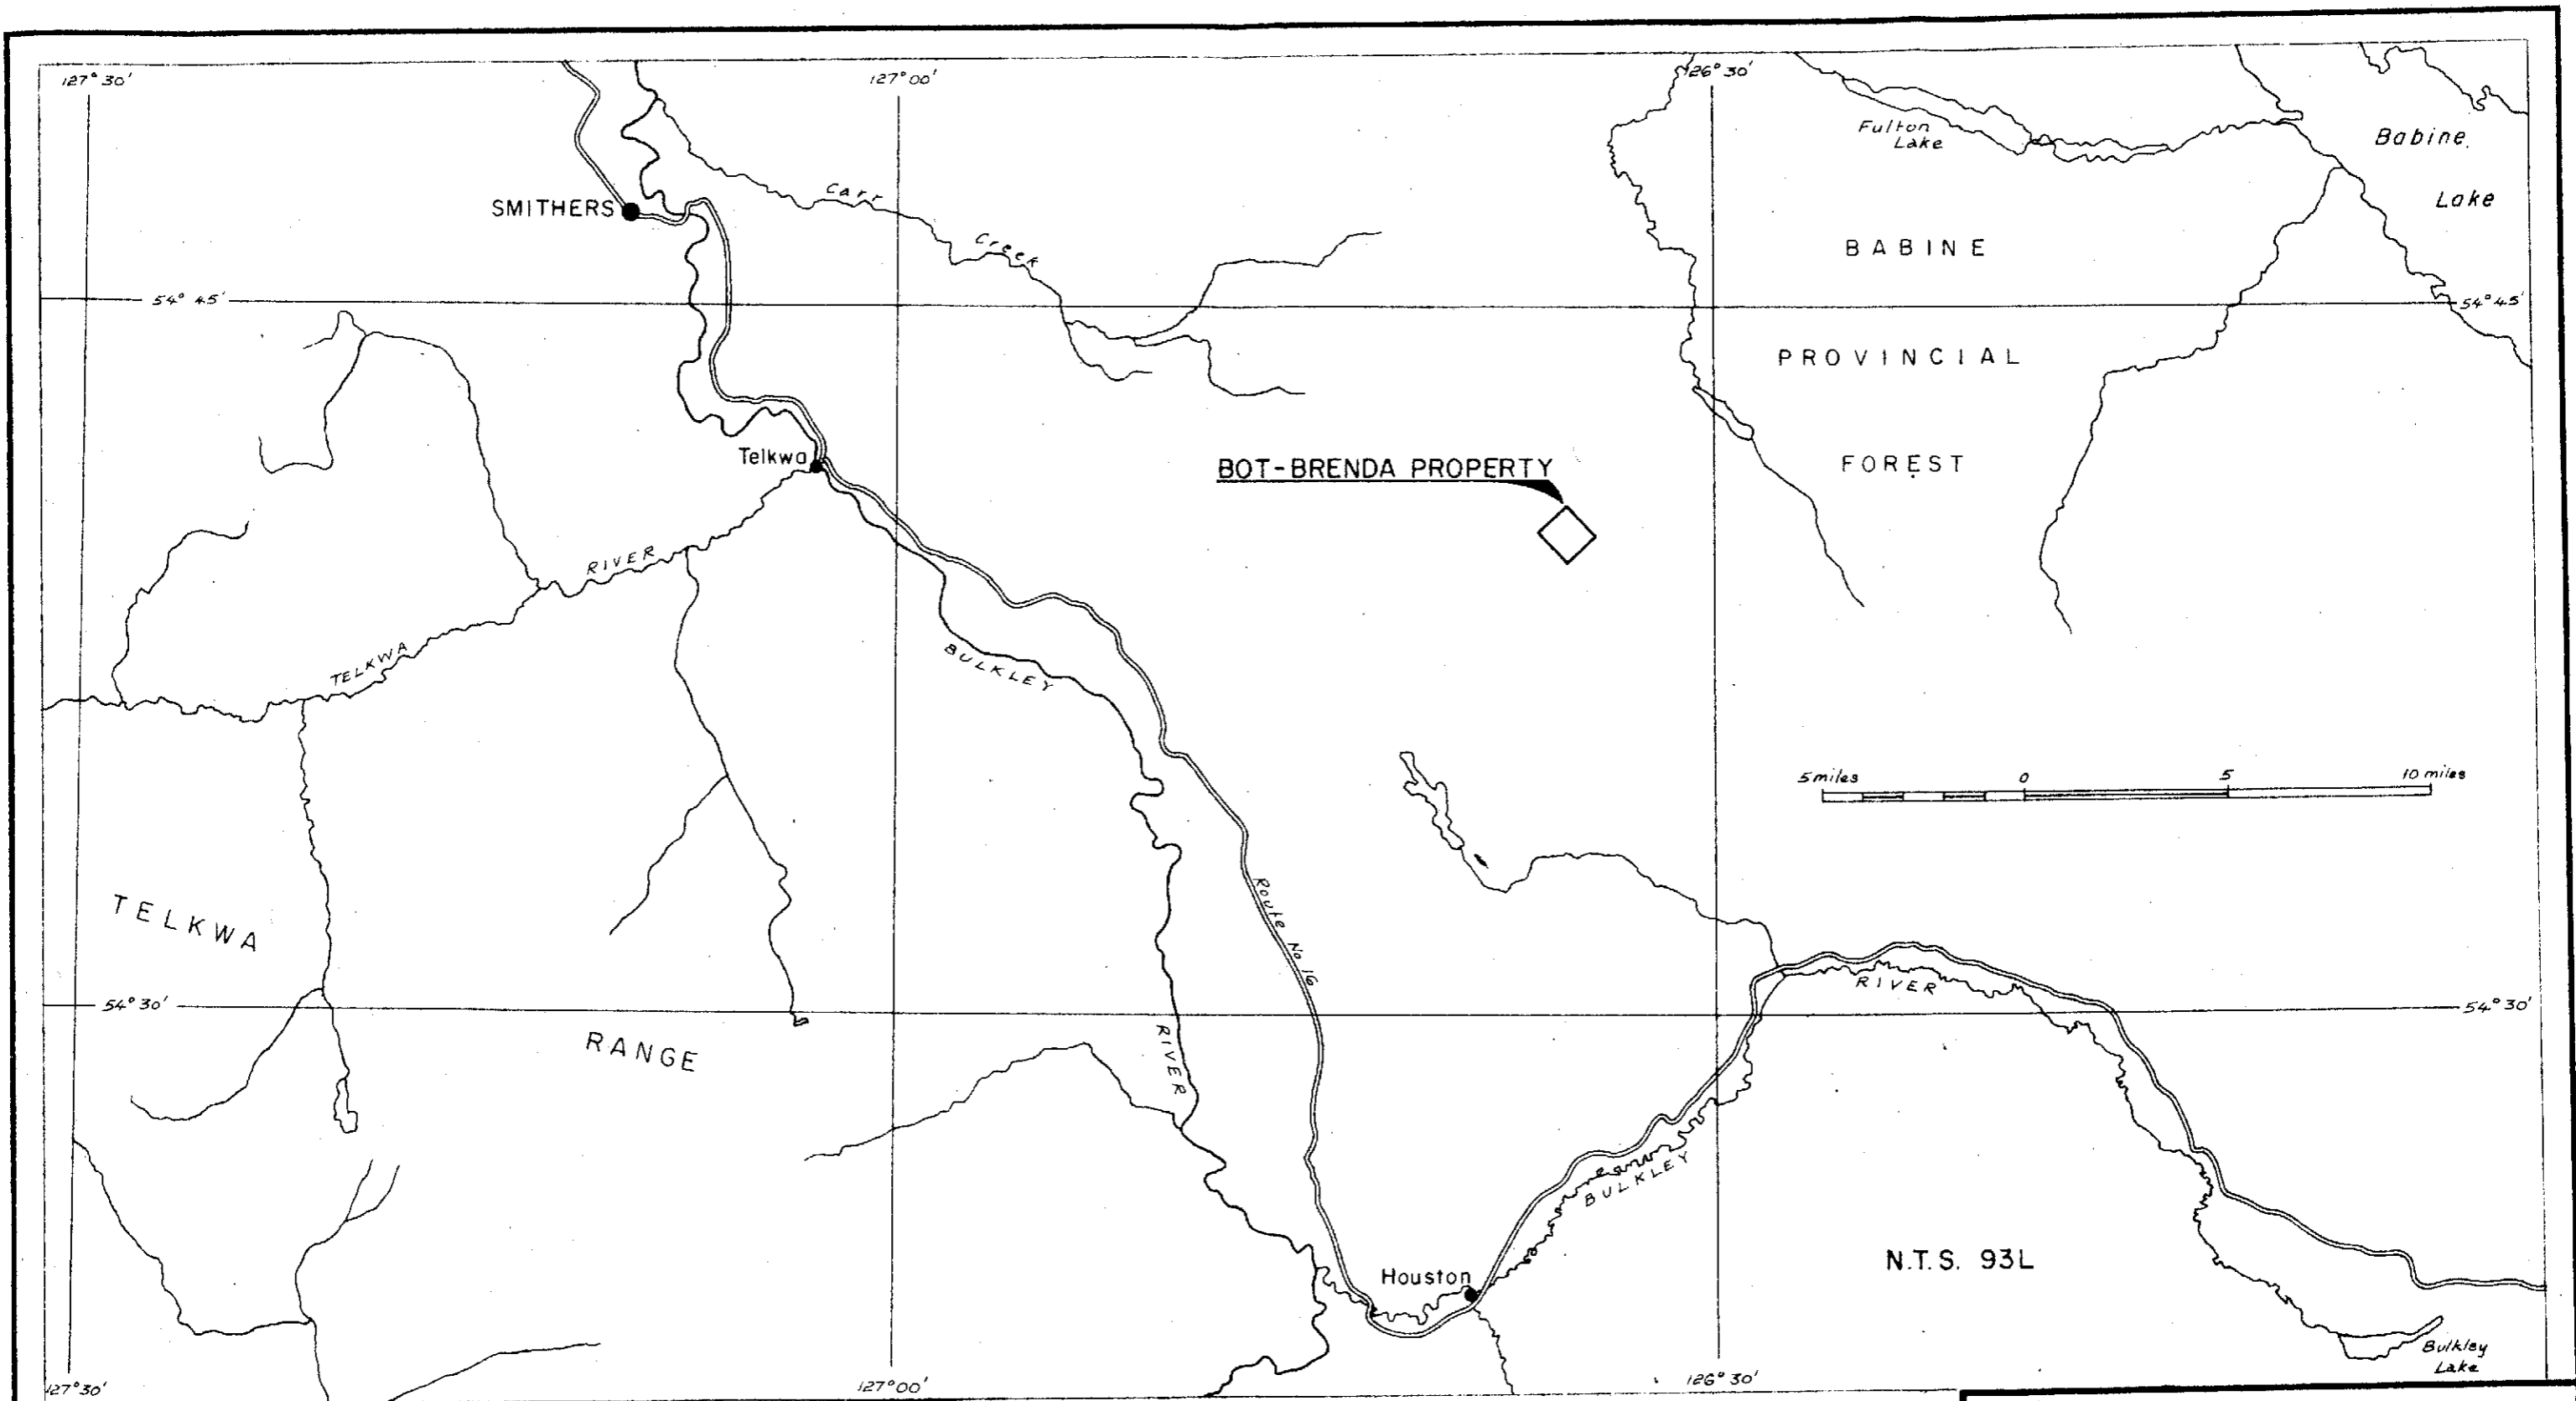 127° 30'
127° 00'
126° 30'
Fulton
Lake
Babine
Lake
Carr
Creek
SMITHERS
BABINE
54° 45'
54° 45'
PROVINCIAL
FOREST
Telkwa
BOT-BRENDA PROPERTY
RIVER
TELKWA
BULKLEY
5 miles
0
5
10 miles
Route No 16
TELKWA
RANGE
54° 30'
54° 30'
RIVER
RIVER
BULKLEY
Houston
N.T.S. 93L
Bulkley
Lake
127° 30'
127° 00'
126° 30'